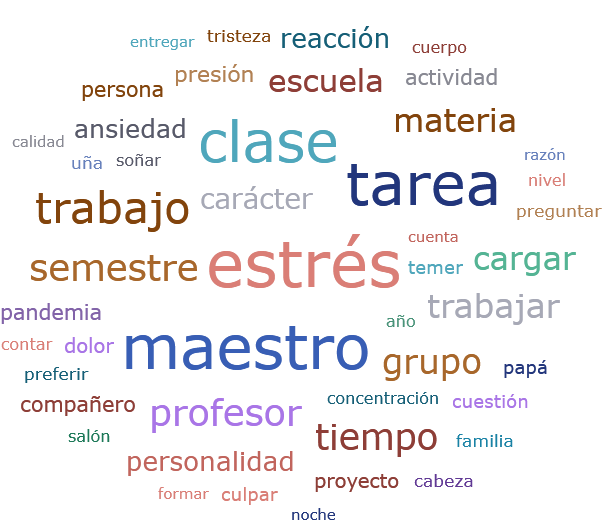 entregar tristeza reacción
cuerpo
persona presión escuela actividad
calidad ansiedad clase materia
uña soñar tarea razón
trabajo carácter nivel
preguntar
semestre estrés cuenta
temer cargar
pandemia trabajar
año
contar dolor maestro grupo papá
preferir
compañero profesor concentración cuestión
salón tiempo familia
personalidad
formar culpar proyecto cabeza
noche